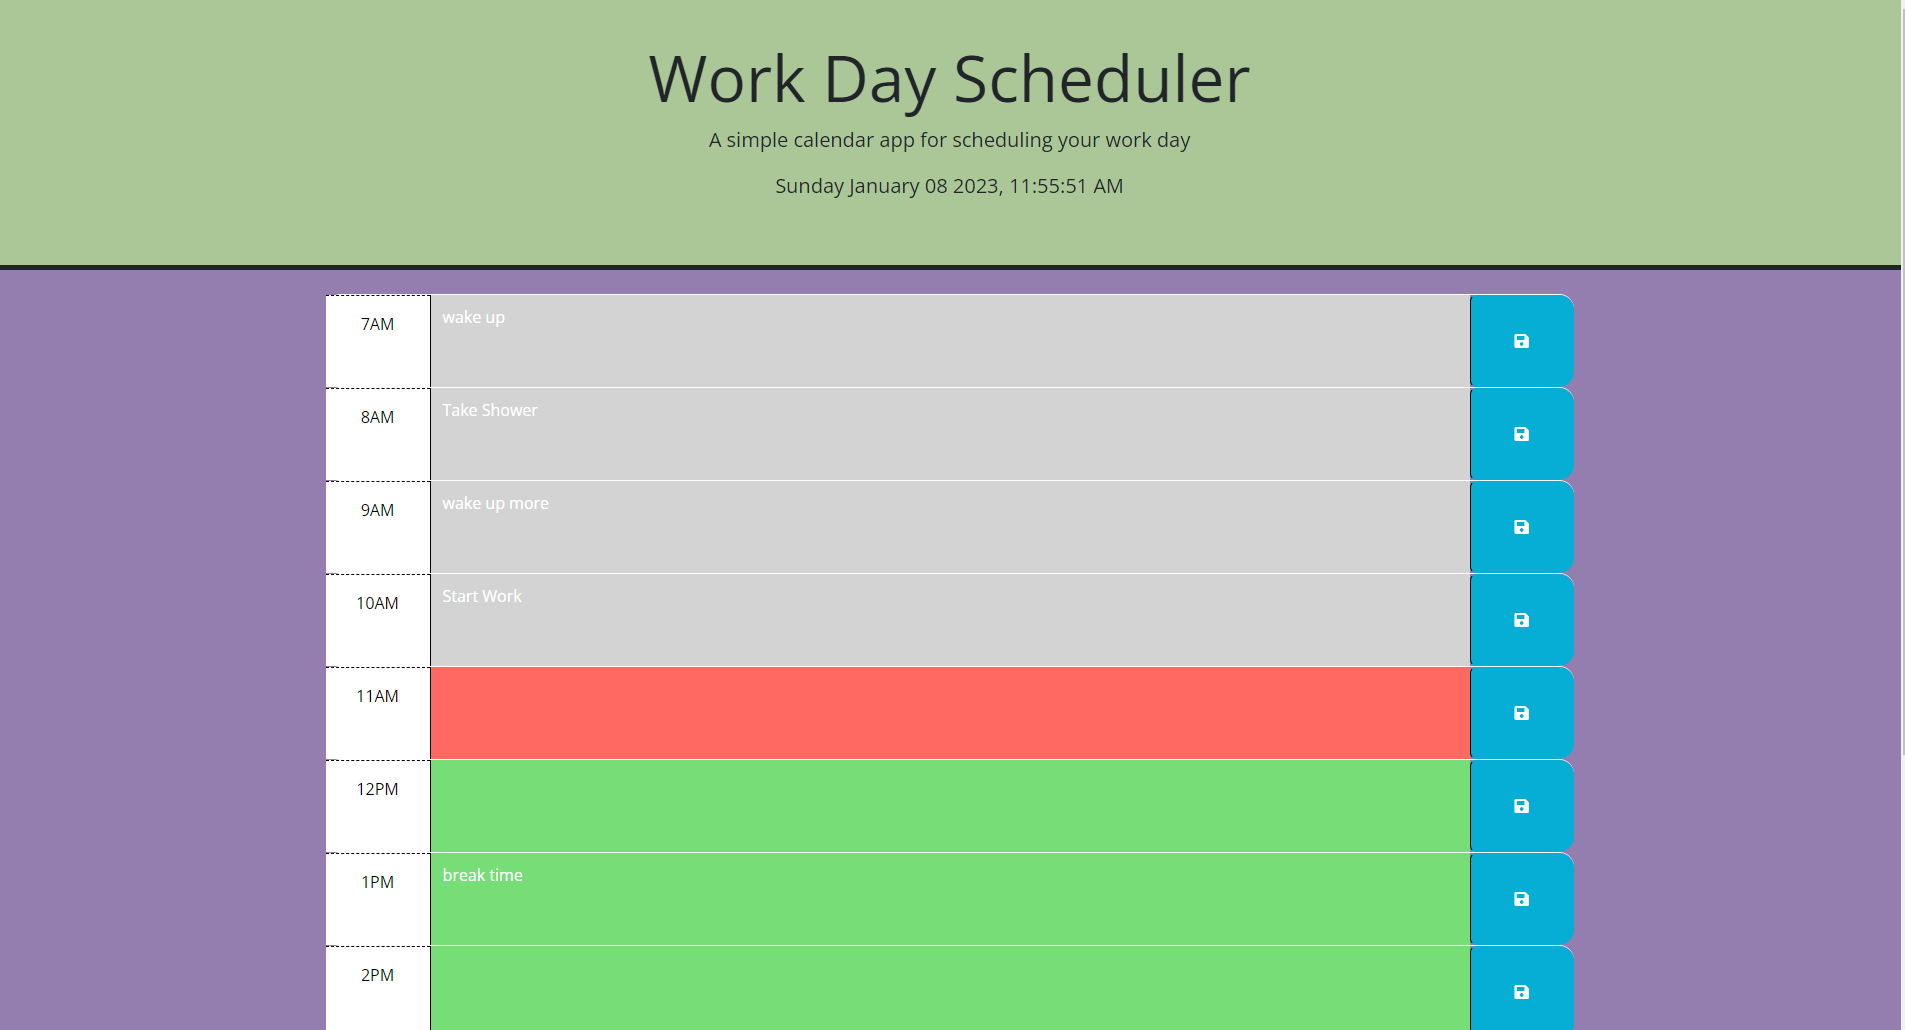 Work Day Scheduler
A simple calendar app for scheduling your work day
Sunday January 08 2023, 11:55:51 AM
7AM wake up
8AM Take Shower
9AM wake up more
10AM Start Work
11AM
12PM
1PM break time
2PM